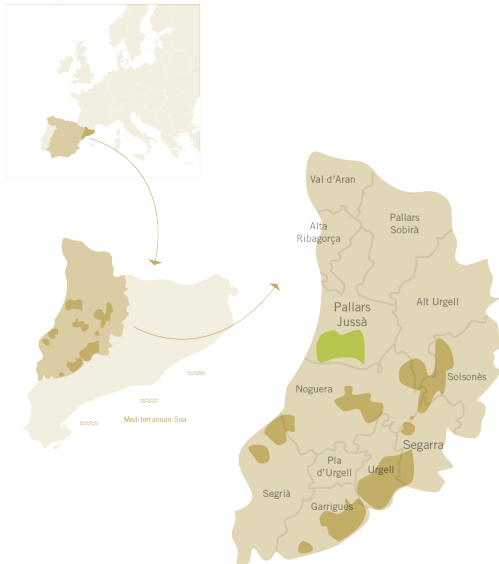 Val d'Aran
Alta
Ribagorça
Pallars
Sobirà
Pallars
Jussà
Alt Urgell
Solsonès
Noguera
Segarra
Pla
d'Urgell
Urgell
Segrià
Garrigues
Mediterranean Sea